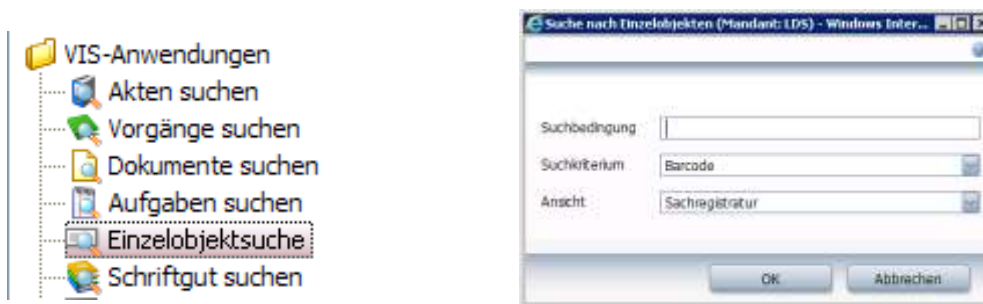 VIS-Anwendungen
Akten suchen
Vorgänge suchen
Dokumente suchen
Aufgaben suchen
Einzelobjektsuche
Schriftgut suchen
Suche nach Einzelobjekten (Mandant: LDS) - Windows Inter...
Suchbedingung
Suchkriterium Barcode
Ansicht Sachregistratur
OK Abbrechen